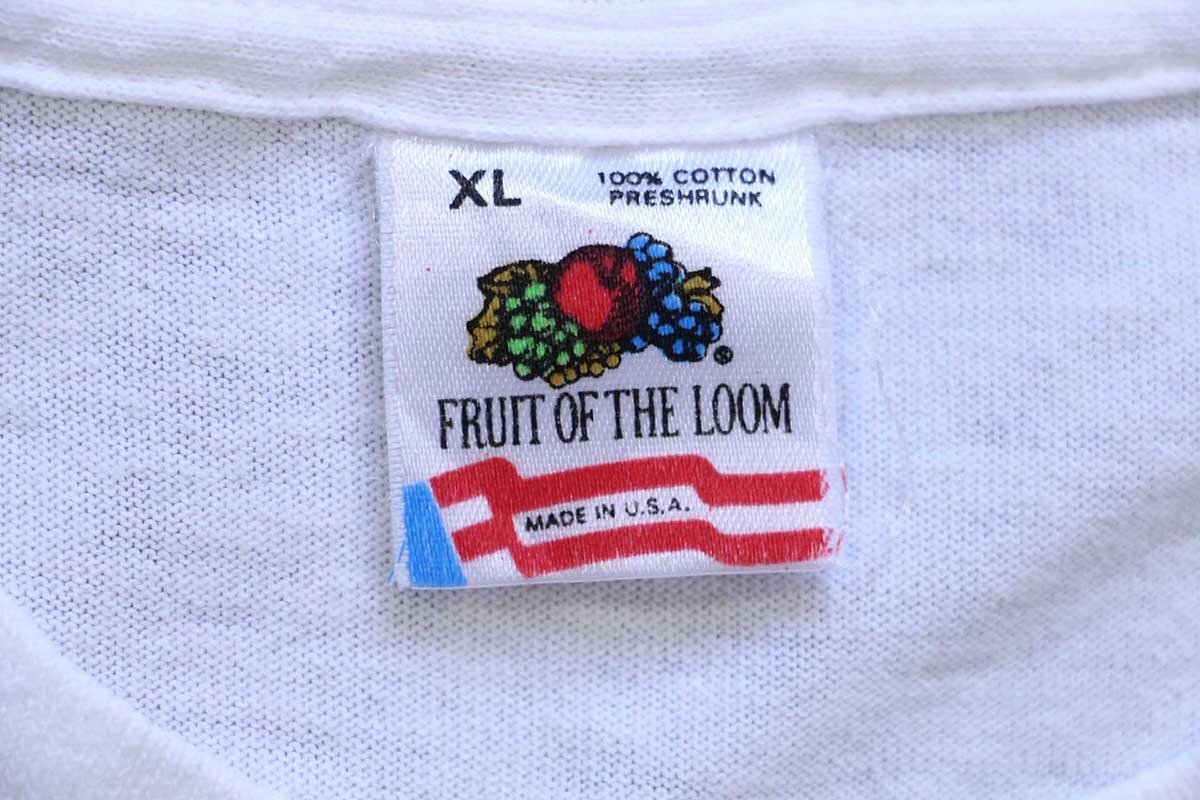 XL
100% COTTON
PRESHRUNK
®
FRUIT OF THE LOOM
MADE IN U.S.A.